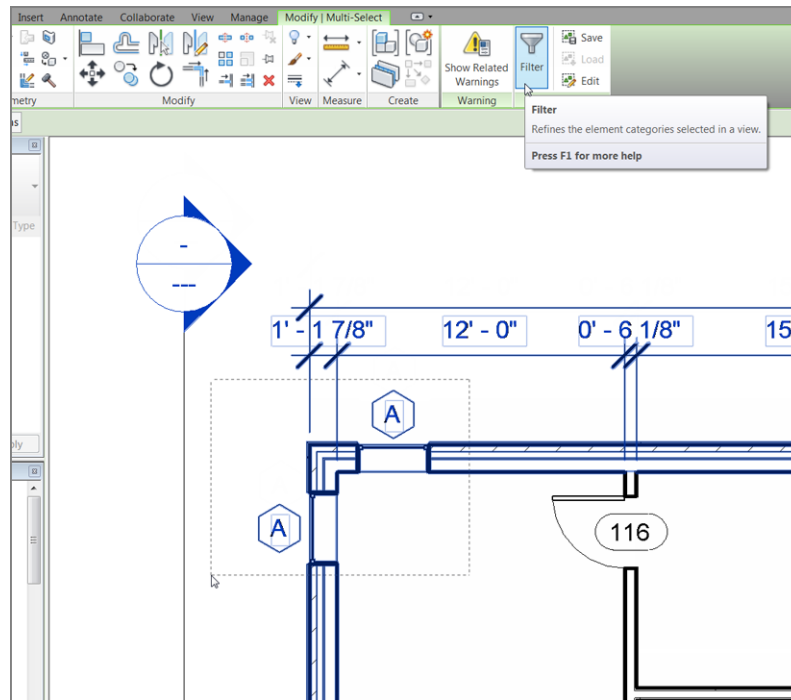 Insert Annotate Collaborate View Manage Modify | Multi-Select
Save
Load
Edit
Show Related
Warnings
Filter
metry Modify View Measure Create Warning
Filter
Refines the element categories selected in a view.
Press F1 for more help
Type
-
---
1' - 1 7/8" 12' - 0" 0' - 6 1/8" 15
A
A
116